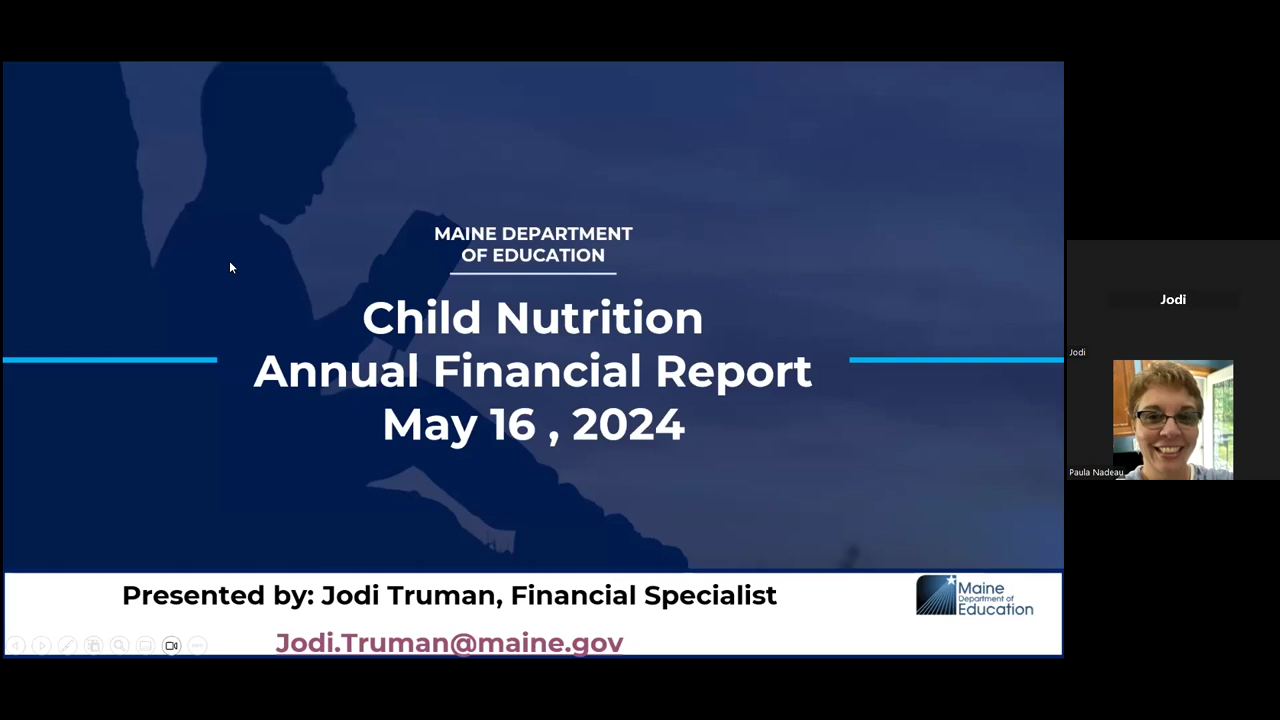 MAINE DEPARTMENT
OF EDUCATION
Child Nutrition
Annual Financial Report
May 16 , 2024
Presented by: Jodi Truman, Financial Specialist
Jodi.Truman@maine.gov
Maine
Department of
Education
Jodi
Jodi
Paula Nadeau